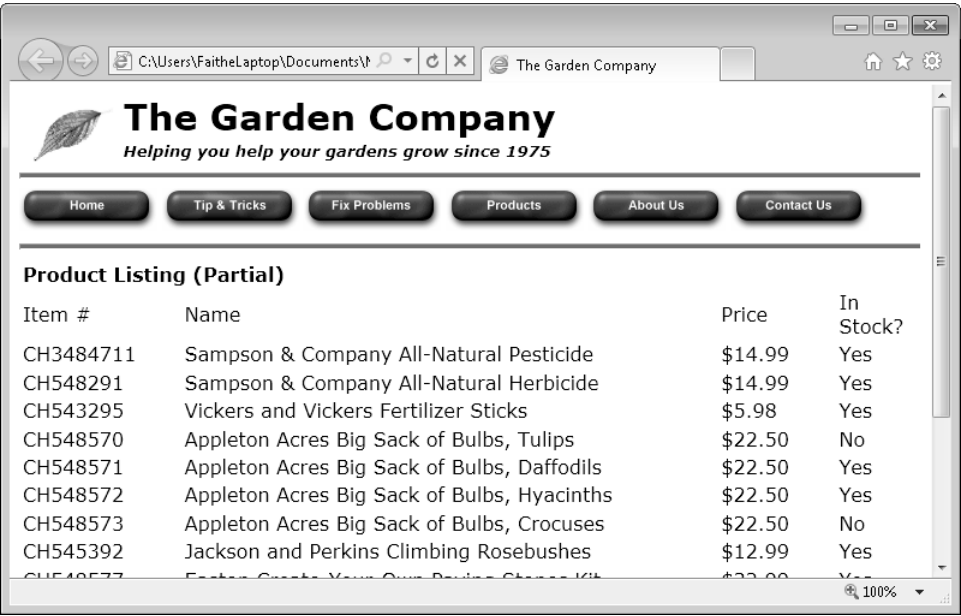 C:\Users\FaitheLaptop\Documents\
The Garden Company
The Garden Company
Helping you help your gardens grow since 1975
Home Tip & Tricks Fix Problems Products About Us Contact Us
Product Listing (Partial)
Item # Name Price In Stock?
CH3484711 Sampson & Company All-Natural Pesticide $14.99 Yes
CH548291 Sampson & Company All-Natural Herbicide $14.99 Yes
CH543295 Vickers and Vickers Fertilizer Sticks $5.98 Yes
CH548570 Appleton Acres Big Sack of Bulbs, Tulips $22.50 No
CH548571 Appleton Acres Big Sack of Bulbs, Daffodils $22.50 Yes
CH548572 Appleton Acres Big Sack of Bulbs, Hyacinths $22.50 Yes
CH548573 Appleton Acres Big Sack of Bulbs, Crocuses $22.50 No
CH545392 Jackson and Perkins Climbing Rosebushes $12.99 Yes
Create Your Own Paving Stones Kit
100%